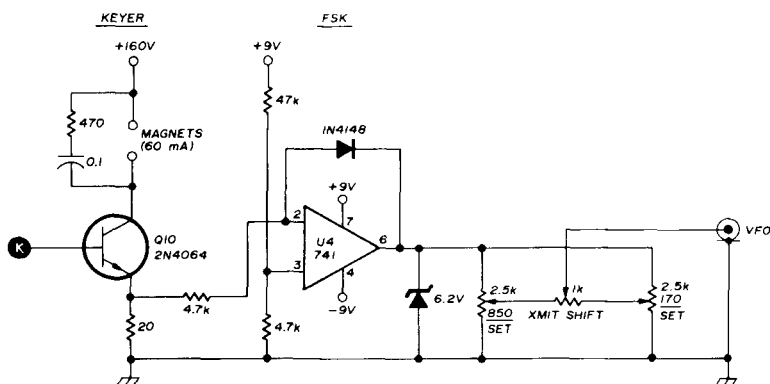 KEYER
FSK
+160V
+9V
470
0.1
MAGNETS
(60 mA)
47k
1N4148
+9V
7
2
U4
741
6
3
4
-9V
K
Q10
2N4064
4.7k
20
4.7k
6.2V
2.5k
850
SET
1k
XMIT SHIFT
2.5k
170
SET
VFO